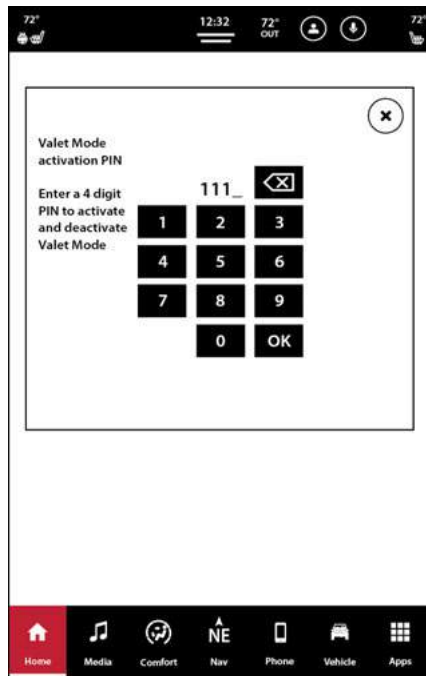 72°
12:32
72°
OUT
72°
Valet Mode
activation PIN
Enter a 4 digit
PIN to activate
and deactivate
Valet Mode
111_
1 2 3
4 5 6
7 8 9
0 OK
NE
Home Media Comfort Nav Phone Vehicle Apps